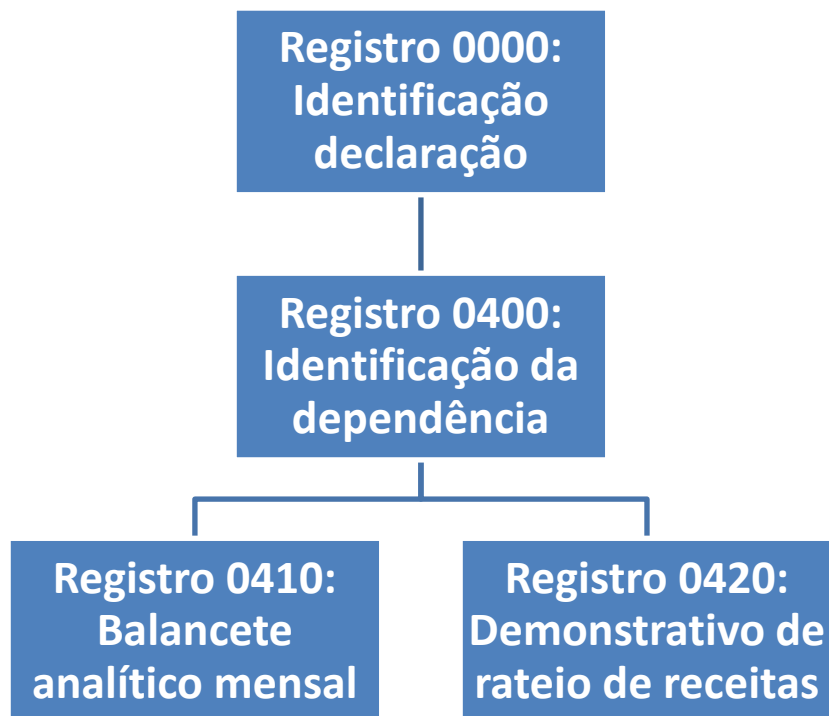 Registro 0000:
Identificação
declaração
Registro 0400:
Identificação da
dependência
Registro 0410:
Balancete
analítico mensal
Registro 0420:
Demonstrativo de
rateio de receitas